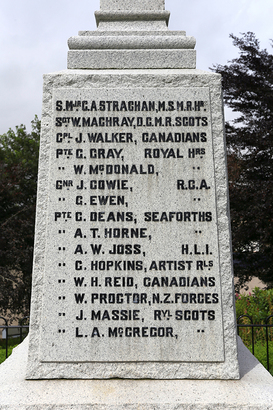 S.MJR G.A STRACHAN, M.S.M. R.HRS.
SGT W. MACHRAY, D.C.M. R. SCOTS
CPL J. WALKER, CANADIANS
PTE G. GRAY, ROYAL HRS
" W. MCDONALD, "
GNR J. COWIE, R.G.A.
" G. EWEN, "
PTE G. DEANS, SEAFORTHS
" A. T. HORNE, "
" A. W. JOSS, H.L.I.
" C. HOPKINS, ARTIST RLS
" W. H. REID, CANADIANS
" W. PROCTOR, N.Z. FORCES
" J. MASSIE, RYL SCOTS
" L. A. MCGREGOR, "